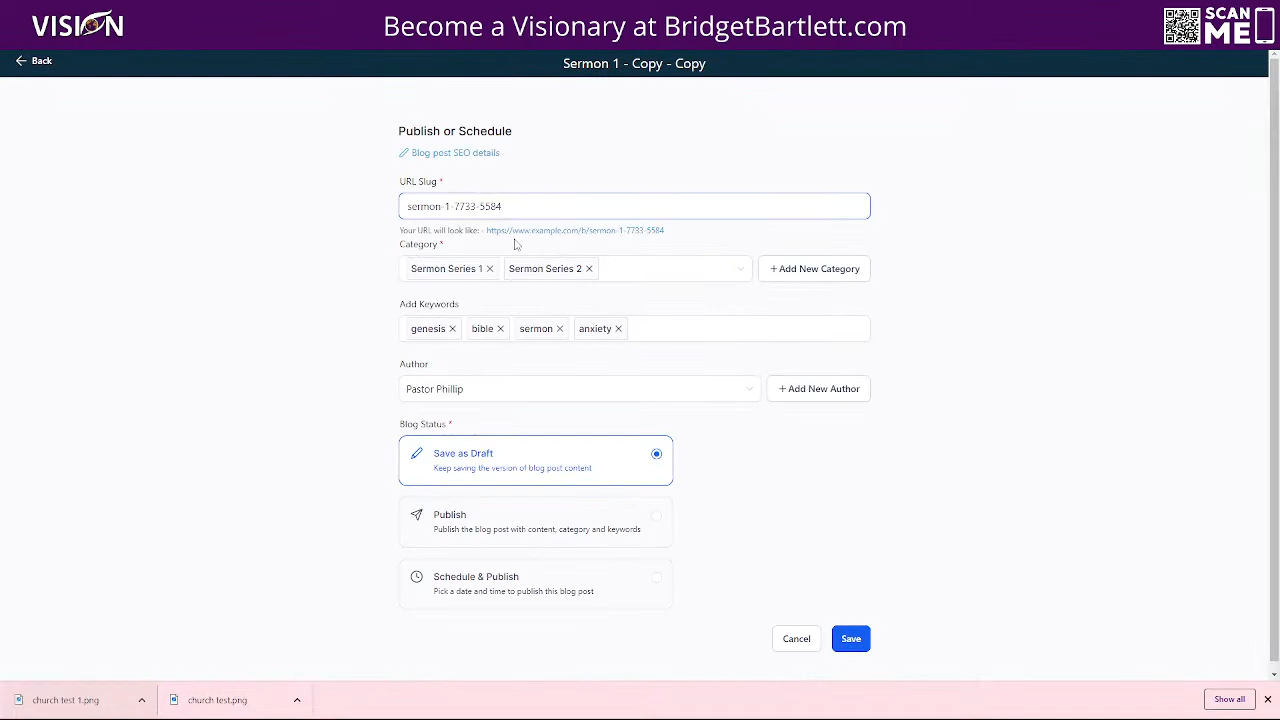 VISION
Become a Visionary at BridgetBartlett.com
SCAN
ME
Back
Sermon 1 - Copy - Copy
Publish or Schedule
Blog post SEO details
URL Slug *
sermon-1-7733-5584
Your URL will look like: - https://www.example.com/b/sermon-1-7733-5584
Category *
Sermon Series 1 Sermon Series 2
+ Add New Category
Add Keywords
genesis bible sermon anxiety
Author
Pastor Phillip
+ Add New Author
Blog Status *
Save as Draft
Keep saving the version of blog post content
Publish
Publish the blog post with content, category and keywords
Schedule & Publish
Pick a date and time to publish this blog post
Cancel Save
church test 1.png church test.png Show all